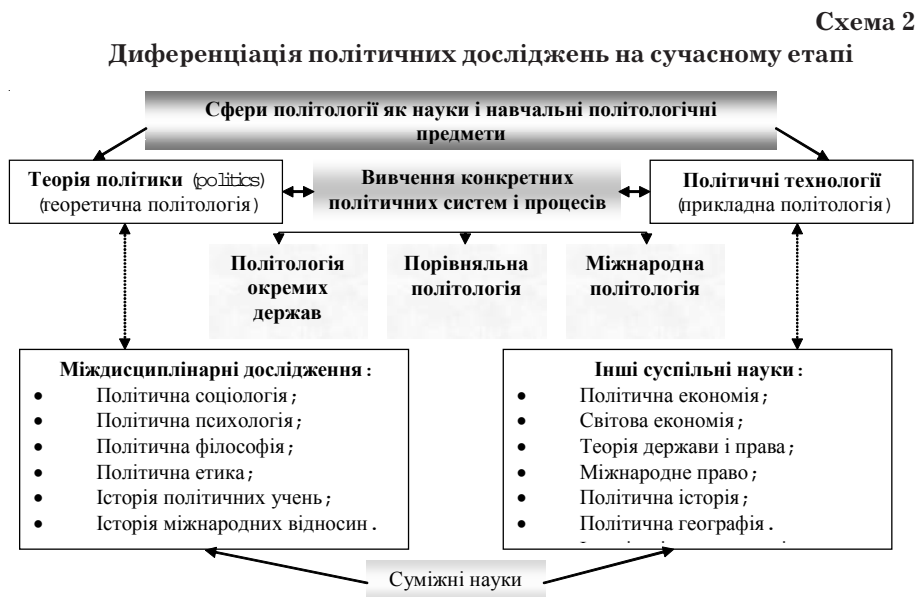 Схема 2
Диференціація політичних досліджень на сучасному етапі
Сфери політології як науки і навчальні політологічні
предмети
Теорія політики (politics)
(теоретична політологія)
Вивчення конкретних
політичних систем і процесів
Політичні технології
(прикладна політологія)
Політологія
окремих
держав
Порівняльна
політологія
Міжнародна
політологія
Міждисциплінарні дослідження:
• Політична соціологія;
• Політична психологія;
• Політична філософія;
• Політична етика;
• Історія політичних учень;
• Історія міжнародних відносин.
Інші суспільні науки:
• Політична економія;
• Світова економія;
• Теорія держави і права;
• Міжнародне право;
• Політична історія;
• Політична географія.
Суміжні науки